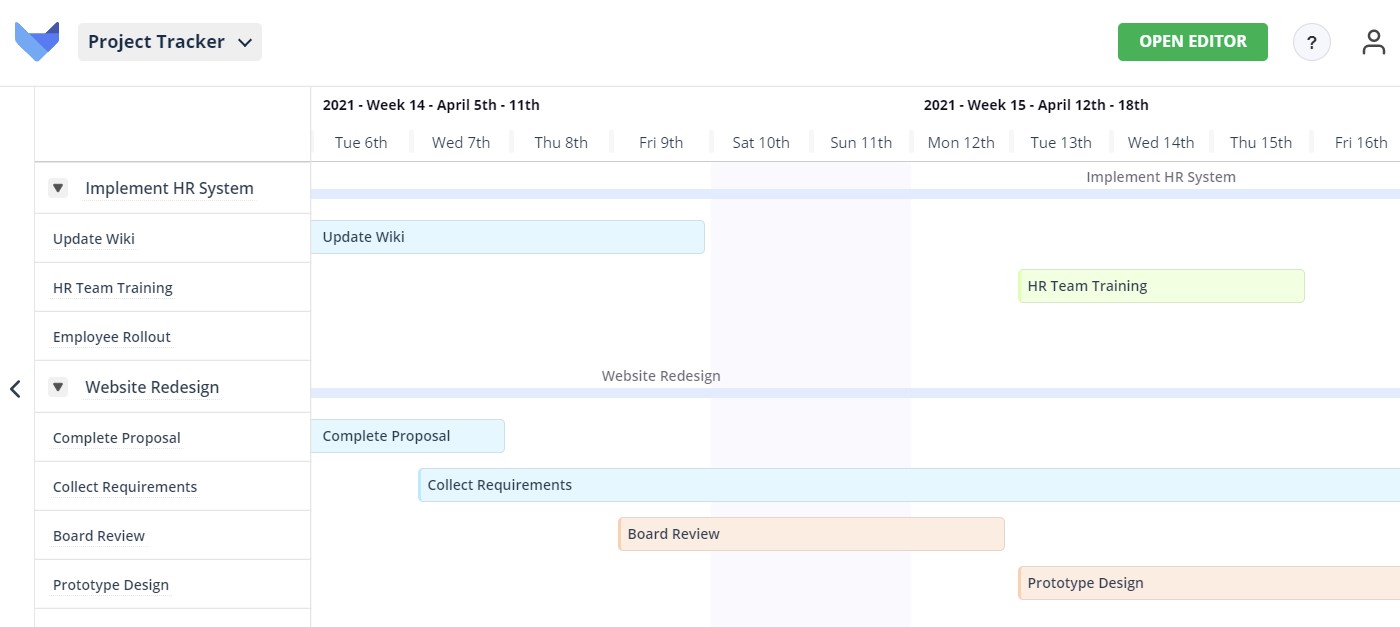 Project Tracker
OPEN EDITOR
?
2021 - Week 14 - April 5th - 11th
2021 - Week 15 - April 12th - 18th
Tue 6th
Wed 7th
Thu 8th
Fri 9th
Sat 10th
Sun 11th
Mon 12th
Tue 13th
Wed 14th
Thu 15th
Fri 16th
Implement HR System
Implement HR System
Update Wiki
Update Wiki
HR Team Training
HR Team Training
Employee Rollout
Website Redesign
Website Redesign
Complete Proposal
Complete Proposal
Collect Requirements
Collect Requirements
Board Review
Board Review
Prototype Design
Prototype Design